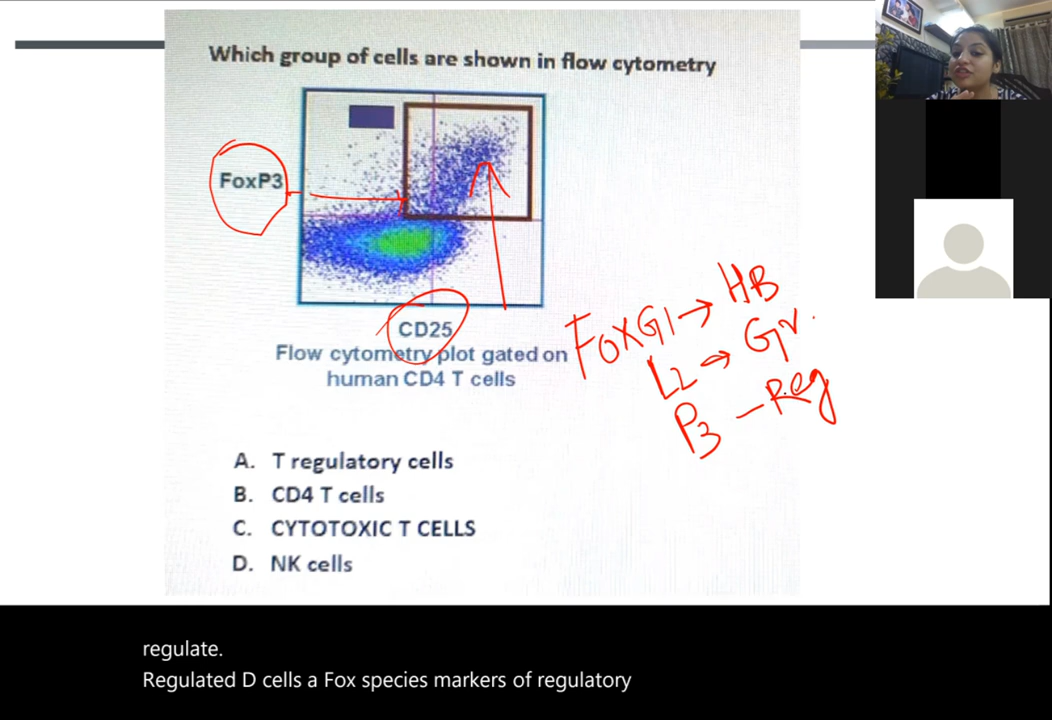 Which group of cells are shown in flow cytometry
FoxP3
CD25
Flow cytometry plot gated on
human CD4 T cells
FOXG1 → HB
L2 → Gr.
P3 – Reg
A. T regulatory cells
B. CD4 T cells
C. CYTOTOXIC T CELLS
D. NK cells
regulate.
Regulated D cells a Fox species markers of regulatory